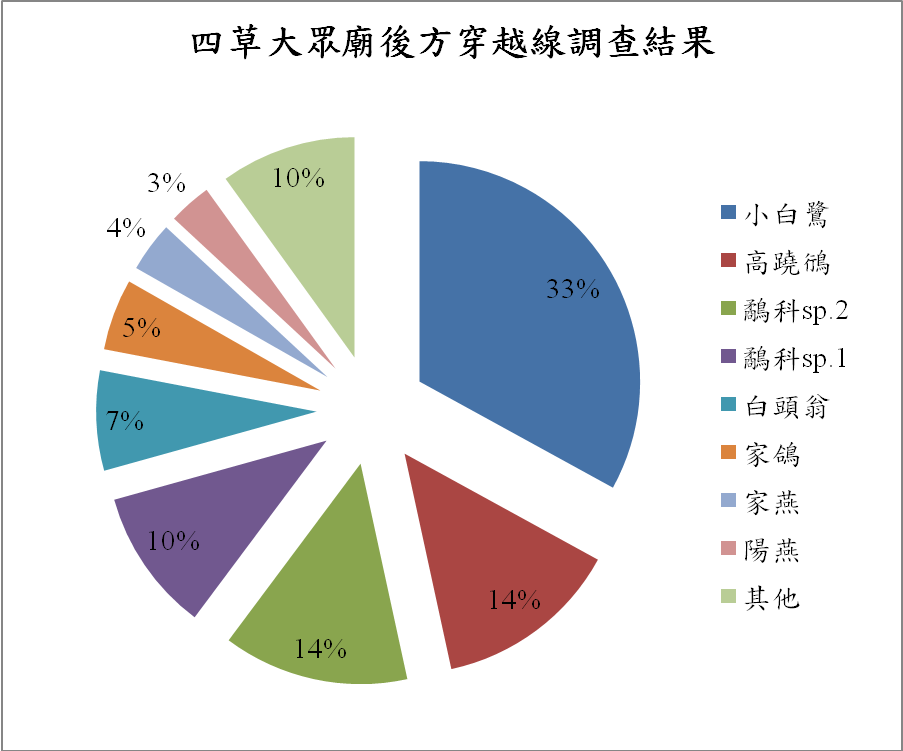 四草大眾廟後方穿越線調查結果
33%
14%
14%
10%
7%
5%
4%
3%
10%
小白鷺
高蹺鴴
鷸科sp.2
鷸科sp.1
白頭翁
家鴿
家燕
陽燕
其他